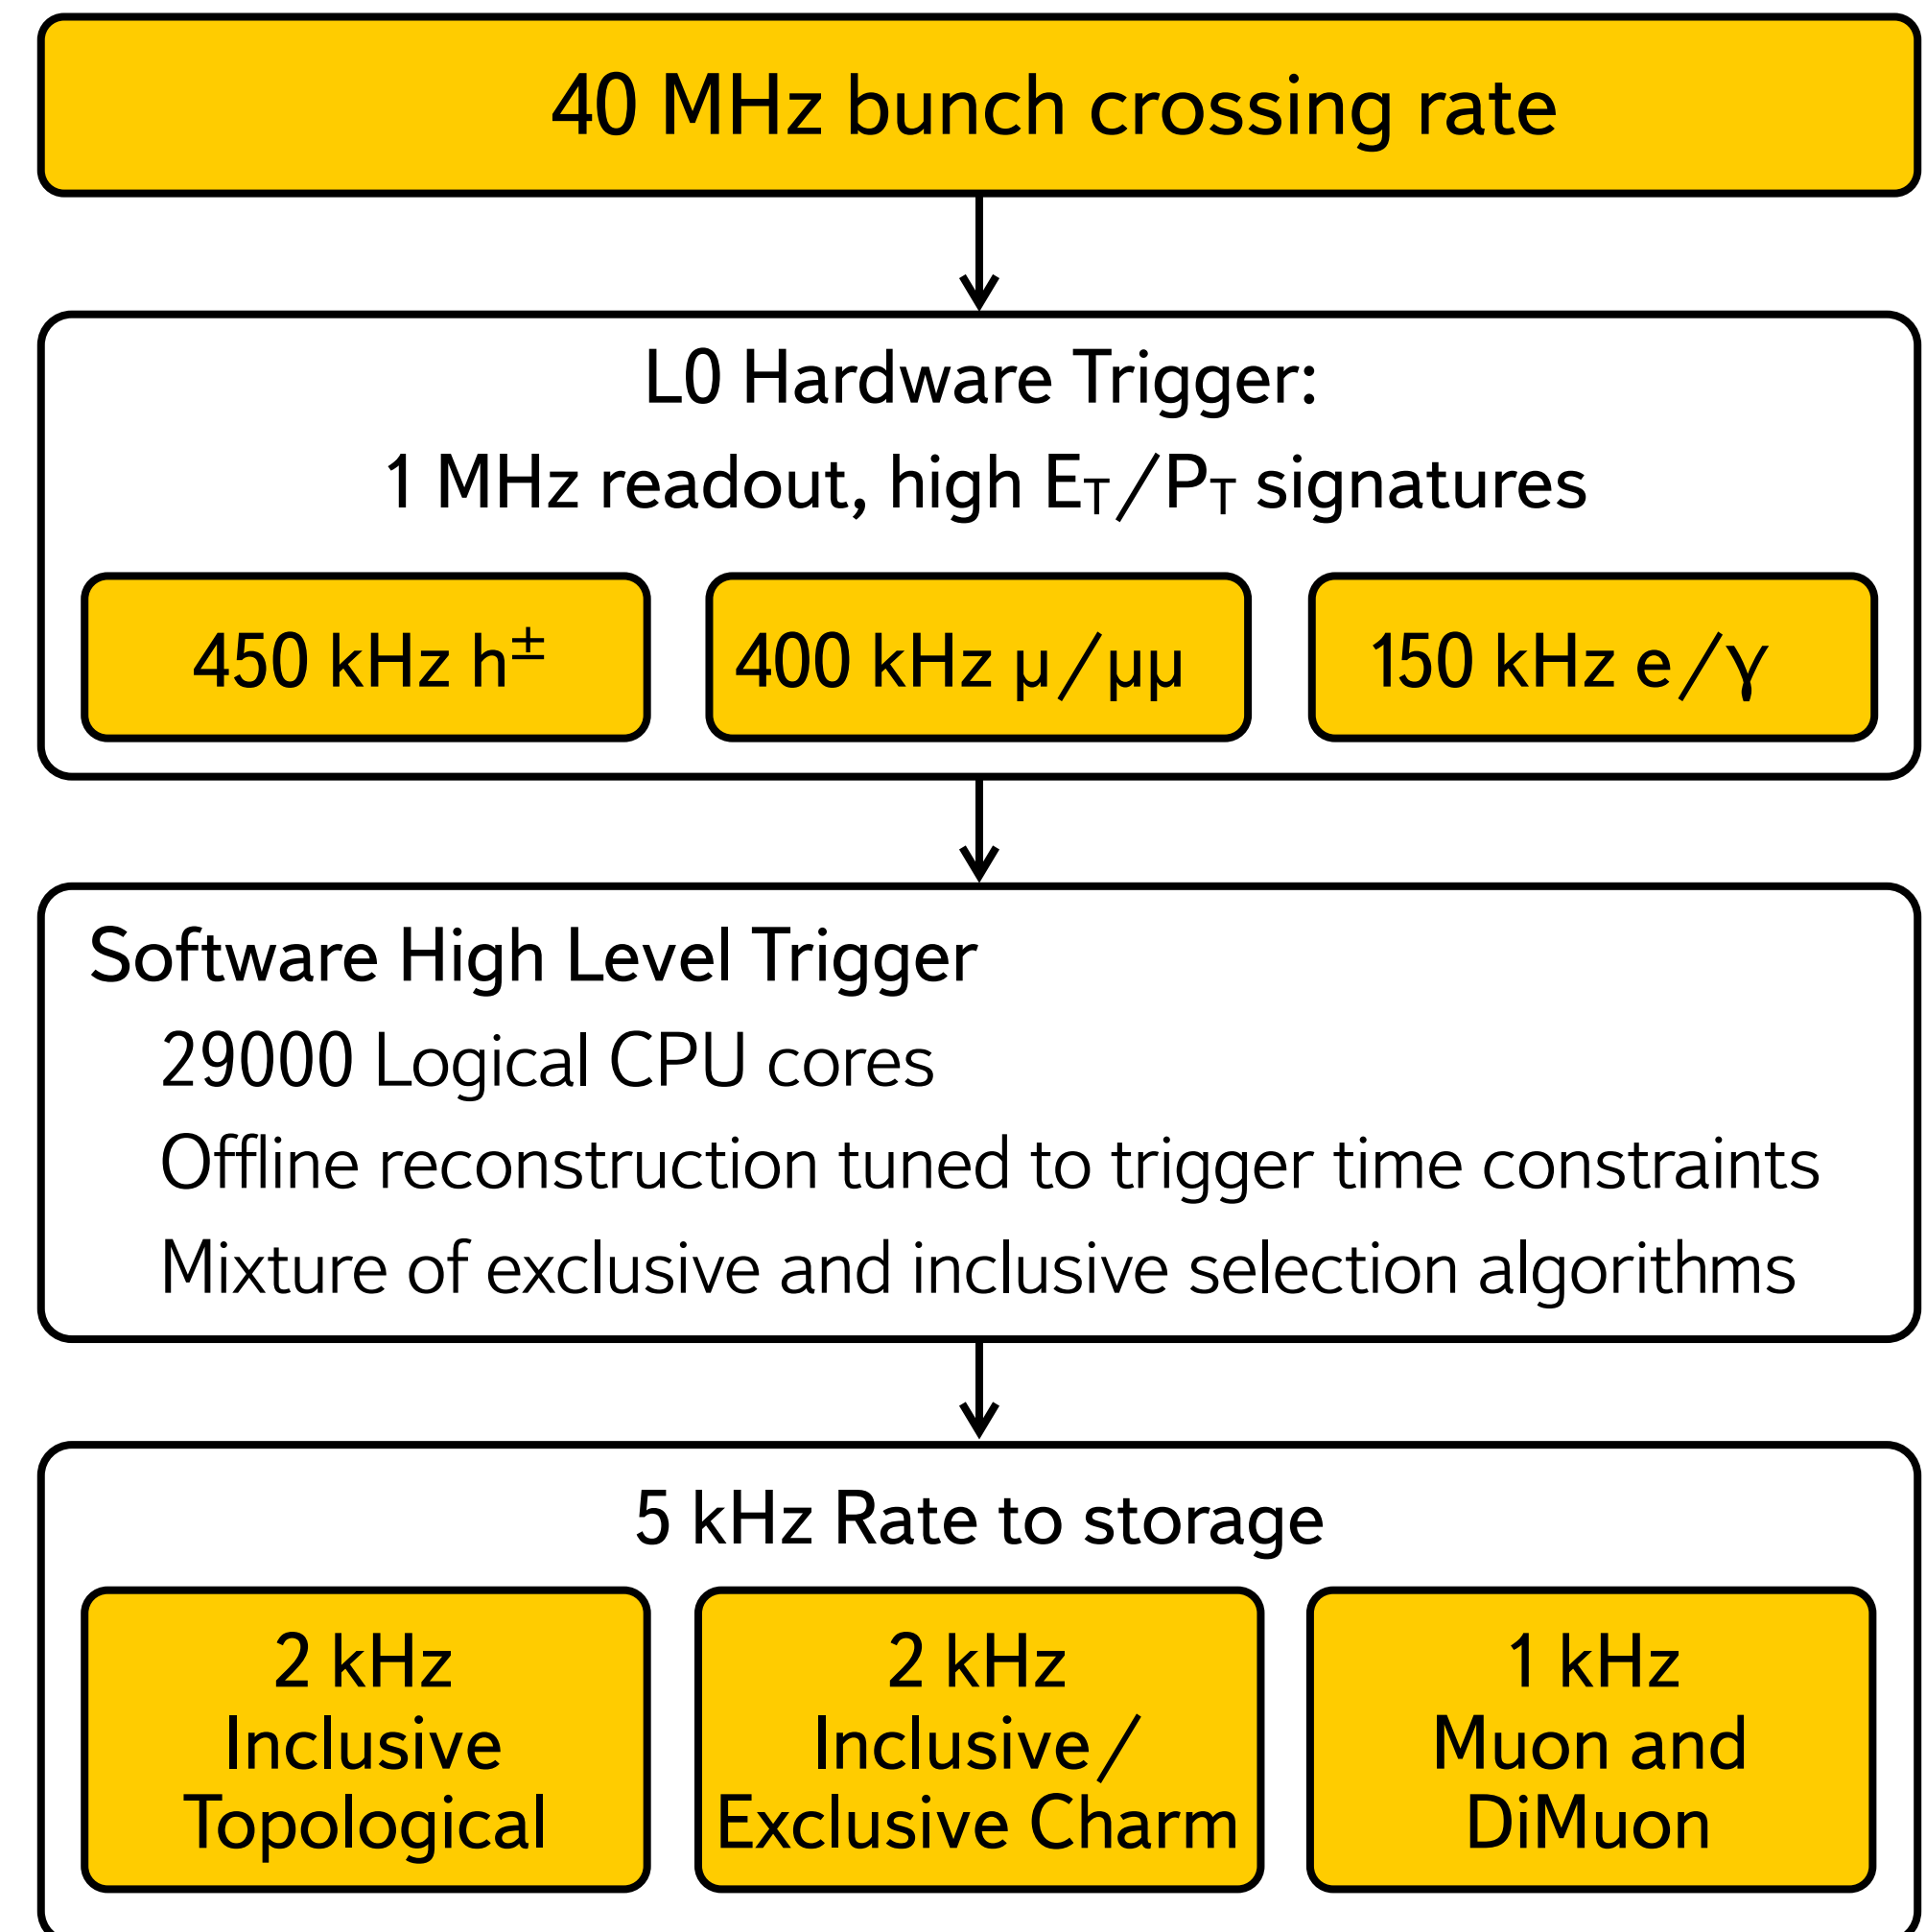 40 MHz bunch crossing rate
L0 Hardware Trigger:
1 MHz readout, high E_T/P_T signatures
450 kHz h±
400 kHz µ/µµ
150 kHz e/γ
Software High Level Trigger
29000 Logical CPU cores
Offline reconstruction tuned to trigger time constraints
Mixture of exclusive and inclusive selection algorithms
5 kHz Rate to storage
2 kHz
Inclusive
Topological
2 kHz
Inclusive/
Exclusive Charm
1 kHz
Muon and
DiMuon